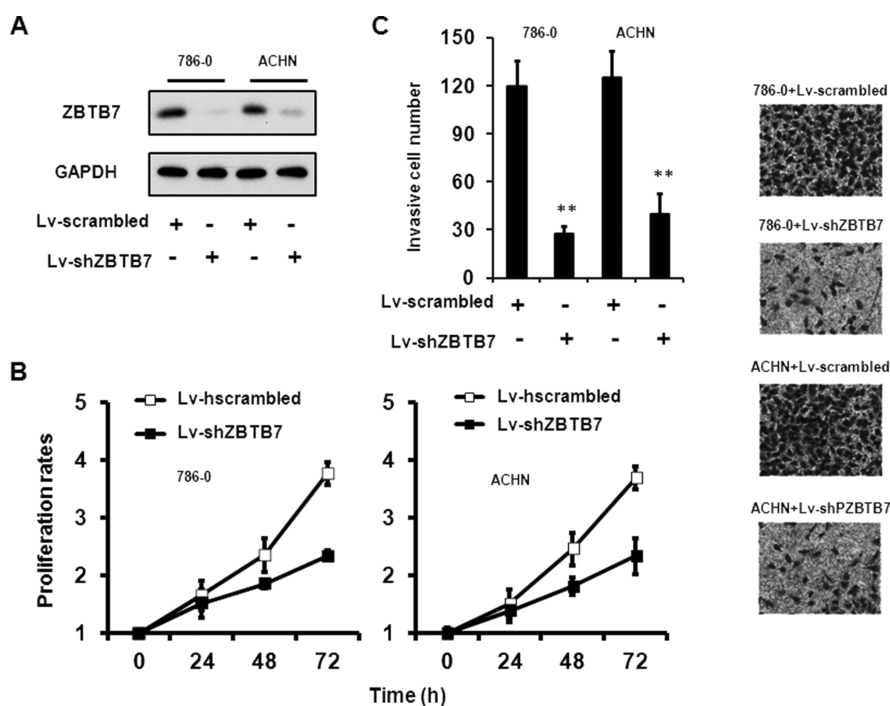 A
786-0 ACHN
ZBTB7
GAPDH
Lv-scrambled + - + -
Lv-shZBTB7 - + - +
C
786-0 ACHN
Invasive cell number
150
120
90
60
30
0
** **
Lv-scrambled + - + -
Lv-shZBTB7 - + - +
786-0+Lv-scrambled
786-0+Lv-shZBTB7
ACHN+Lv-scrambled
ACHN+Lv-shPZBTB7
B
Proliferation rates
5
4
3
2
1
Lv-hscrambled
Lv-shZBTB7
786-0
0 24 48 72
5
4
3
2
1
Lv-hscrambled
Lv-shZBTB7
ACHN
0 24 48 72
Time (h)